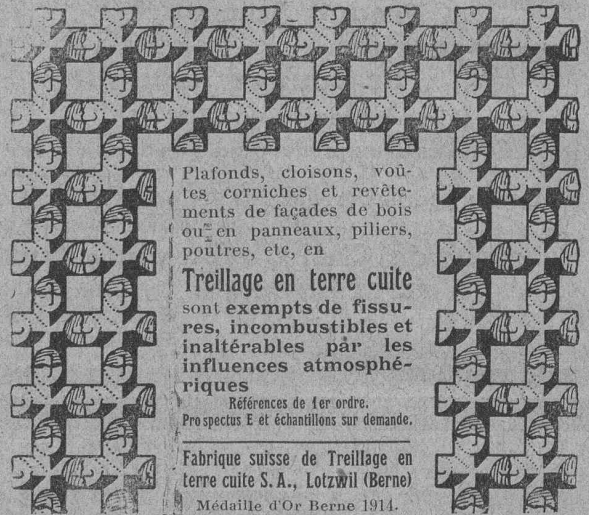 Plafonds, cloisons, voû-
tes corniches et revête-
ments de façades de bois
ou en panneaux, piliers,
poutres, etc, en
Treillage en terre cuite
sont exempts de fissu-
res, incombustibles et
inaltérables par les
influences atmosphé-
riques
Références de 1er ordre.
Prospectus E et échantillons sur demande.
Fabrique suisse de Treillage en
terre cuite S. A., Lotzwil (Berne)
Médaille d'Or Berne 1914.